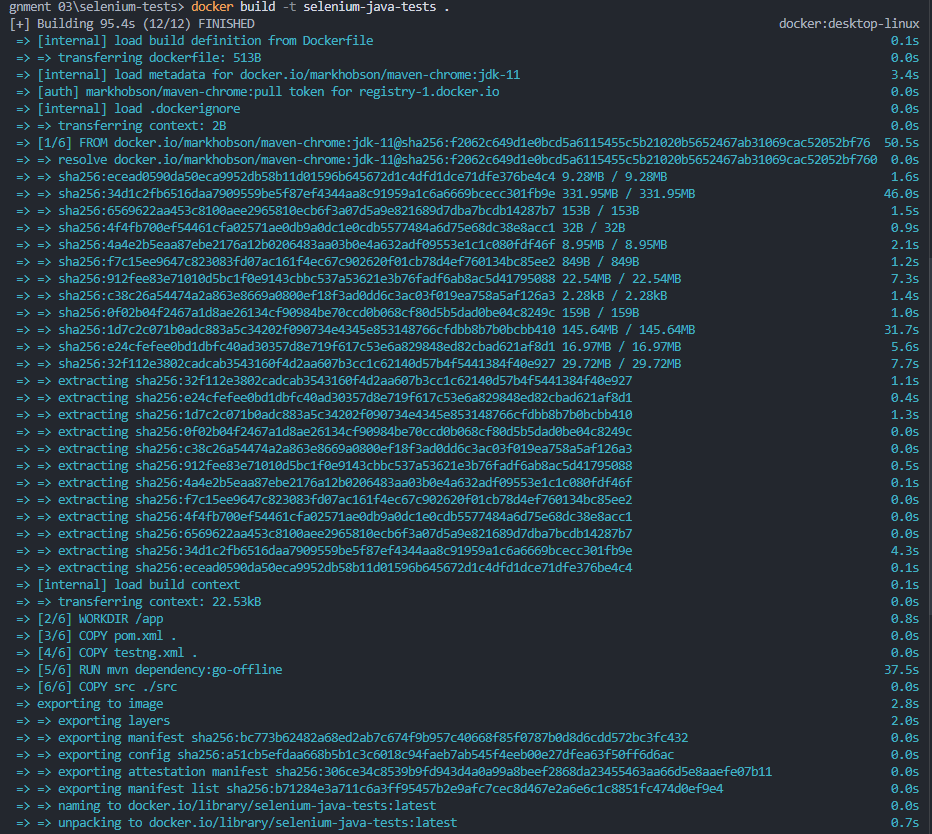 gnment 03\selenium-tests> docker build -t selenium-java-tests .
[+] Building 95.4s (12/12) FINISHED docker:desktop-linux
=> [internal] load build definition from Dockerfile 0.1s
=> => transferring dockerfile: 513B 0.0s
=> [internal] load metadata for docker.io/markhobson/maven-chrome:jdk-11 3.4s
=> [auth] markhobson/maven-chrome:pull token for registry-1.docker.io 0.0s
=> [internal] load .dockerignore 0.0s
=> => transferring context: 2B 0.0s
=> [1/6] FROM docker.io/markhobson/maven-chrome:jdk-11@sha256:f2062c649d1e0bcd5a6115455c5b21020b5652467ab31069cac52052bf76 50.5s
=> => resolve docker.io/markhobson/maven-chrome:jdk-11@sha256:f2062c649d1e0bcd5a6115455c5b21020b5652467ab31069cac52052bf760 0.0s
=> => sha256:ecead0590da50eca9952db58b11d01596b645672d1c4dfd1dce71dfe376be4c4 9.28MB / 9.28MB 1.6s
=> => sha256:34d1c2fb6516daa7909559be5f87ef4344aa8c91959a1c6a6669bcecc301fb9e 331.95MB / 331.95MB 46.0s
=> => sha256:6569622aa453c8100aee2965810ecb6f3a07d5a9e821689d7dba7bcdb14287b7 153B / 153B 1.5s
=> => sha256:4f4fb700ef54461cfa02571ae0db9a0dc1e0cdb5577484a6d75e68dc38e8acc1 32B / 32B 0.9s
=> => sha256:4a4e2b5eaa87ebe2176a12b0206483aa03b0e4a632adf09553e1c1c080fdf46f 8.95MB / 8.95MB 2.1s
=> => sha256:f7c15ee9647c823083fd07ac161f4ec67c902620f01cb78d4ef760134bc85ee2 849B / 849B 1.2s
=> => sha256:912fee83e71010d5bc1f0e9143cbbc537a53621e3b76fadf6ab8ac5d41795088 22.54MB / 22.54MB 7.3s
=> => sha256:c38c26a54474a2a863e8669a0800ef18f3ad0dd6c3ac03f019ea758a5af126a3 2.28kB / 2.28kB 1.4s
=> => sha256:0f02b04f2467a1d8ae26134cf90984be70ccd0b068cf80d5b5dad0be04c8249c 159B / 159B 1.0s
=> => sha256:1d7c2c071b0adc883a5c34202f090734e4345e853148766cfdbb8b7b0bcbb410 145.64MB / 145.64MB 31.7s
=> => sha256:e24cfefee0bd1dbfc40ad30357d8e719f617c53e6a829848ed82cbad621af8d1 16.97MB / 16.97MB 5.6s
=> => sha256:32f112e3802cadcab3543160f4d2aa607b3cc1c62140d57b4f5441384f40e927 29.72MB / 29.72MB 7.7s
=> => extracting sha256:32f112e3802cadcab3543160f4d2aa607b3cc1c62140d57b4f5441384f40e927 1.1s
=> => extracting sha256:e24cfefee0bd1dbfc40ad30357d8e719f617c53e6a829848ed82cbad621af8d1 0.4s
=> => extracting sha256:1d7c2c071b0adc883a5c34202f090734e4345e853148766cfdbb8b7b0bcbb410 1.3s
=> => extracting sha256:0f02b04f2467a1d8ae26134cf90984be70ccd0b068cf80d5b5dad0be04c8249c 0.0s
=> => extracting sha256:c38c26a54474a2a863e8669a0800ef18f3ad0dd6c3ac03f019ea758a5af126a3 0.0s
=> => extracting sha256:912fee83e71010d5bc1f0e9143cbbc537a53621e3b76fadf6ab8ac5d41795088 0.5s
=> => extracting sha256:4a4e2b5eaa87ebe2176a12b0206483aa03b0e4a632adf09553e1c1c080fdf46f 0.1s
=> => extracting sha256:f7c15ee9647c823083fd07ac161f4ec67c902620f01cb78d4ef760134bc85ee2 0.0s
=> => extracting sha256:4f4fb700ef54461cfa02571ae0db9a0dc1e0cdb5577484a6d75e68dc38e8acc1 0.0s
=> => extracting sha256:6569622aa453c8100aee2965810ecb6f3a07d5a9e821689d7dba7bcdb14287b7 0.0s
=> => extracting sha256:34d1c2fb6516daa7909559be5f87ef4344aa8c91959a1c6a6669bcecc301fb9e 4.3s
=> => extracting sha256:ecead0590da50eca9952db58b11d01596b645672d1c4dfd1dce71dfe376be4c4 0.1s
=> [internal] load build context 0.1s
=> => transferring context: 22.53kB 0.0s
=> [2/6] WORKDIR /app 0.8s
=> [3/6] COPY pom.xml . 0.0s
=> [4/6] COPY testng.xml . 0.0s
=> [5/6] RUN mvn dependency:go-offline 37.5s
=> [6/6] COPY src ./src 0.0s
=> exporting to image 2.8s
=> => exporting layers 2.0s
=> => exporting manifest sha256:bc773b62482a68ed2ab7c674f9b957c40668f85f0787b0d8d6cdd572bc3fc432 0.0s
=> => exporting config sha256:a51cb5efdaa668b5b1c3c6018c94faeb7ab545f4eeb00e27dfea63f50ff6d6ac 0.0s
=> => exporting attestation manifest sha256:306ce34c8539b9fd943d4a0a99a8beef2868da23455463aa66d5e8aaefe07b11 0.0s
=> => exporting manifest list sha256:b71284e3a711c6a3ff95457b2e9afc7cec8d467e2a6e6c1c8851fc474d0ef9e4 0.0s
=> => naming to docker.io/library/selenium-java-tests:latest 0.0s
=> => unpacking to docker.io/library/selenium-java-tests:latest 0.7s